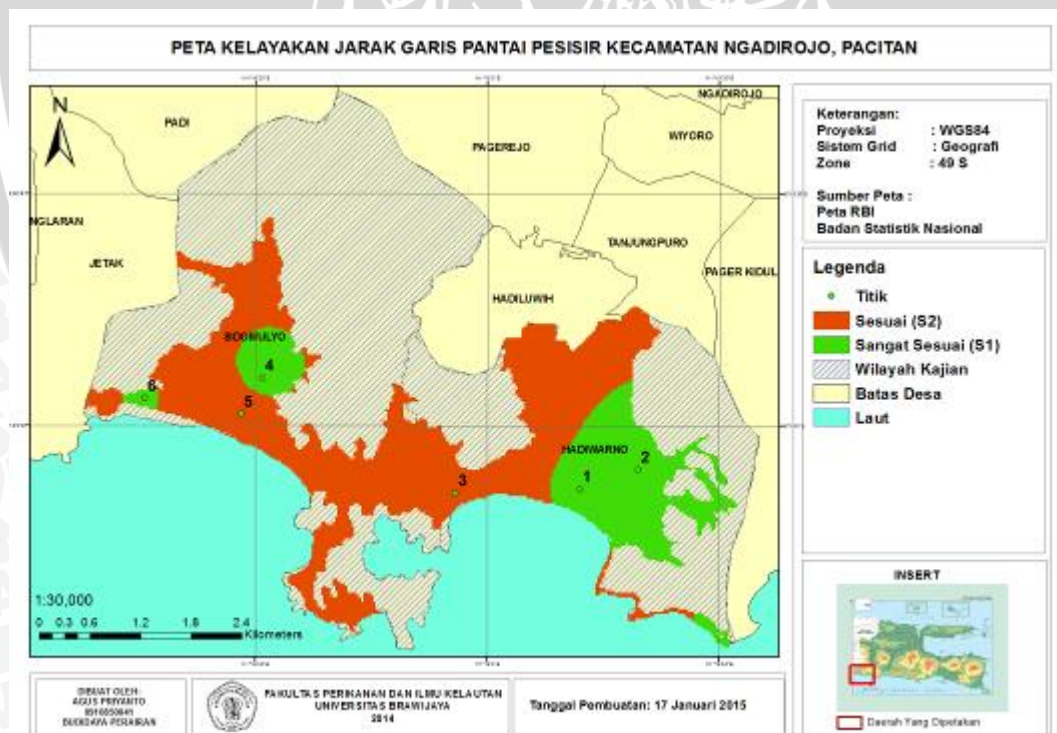 PETA KELAYAKAN JARAK GARIS PANTAI PESISIR KECAMATAN NGADIROJO, PACITAN
N
PADI
PAGEREJO
NGADIROJO
WIYORO
NGLARAN
JETAK
TANJUNGPURO
HADILUWIH
PAGER KIDUL
4
6
5
HADIWARNO
3
1
2
1:30,000
0 0.3 0.6 1.2 1.8 2.4
Kilometers
Keterangan:
Proyeksi : WGS84
Sistem Grid : Geografi
Zone : 49 S
Sumber Peta :
Peta RBI
Badan Statistik Nasional
Legenda
Titik
Sesuai (S2)
Sangat Sesuai (S1)
Wilayah Kajian
Batas Desa
Laut
INSERT
Daerah Yang Dipetakan
DIBUAT OLEH:
AGUS PRIYANTO
BUDIDAYA PERAIRAN
FAKULTAS PERIKANAN DAN ILMU KELAUTAN
UNIVERSITAS BRAWIJAYA
2014
Tanggal Pembuatan: 17 Januari 2015